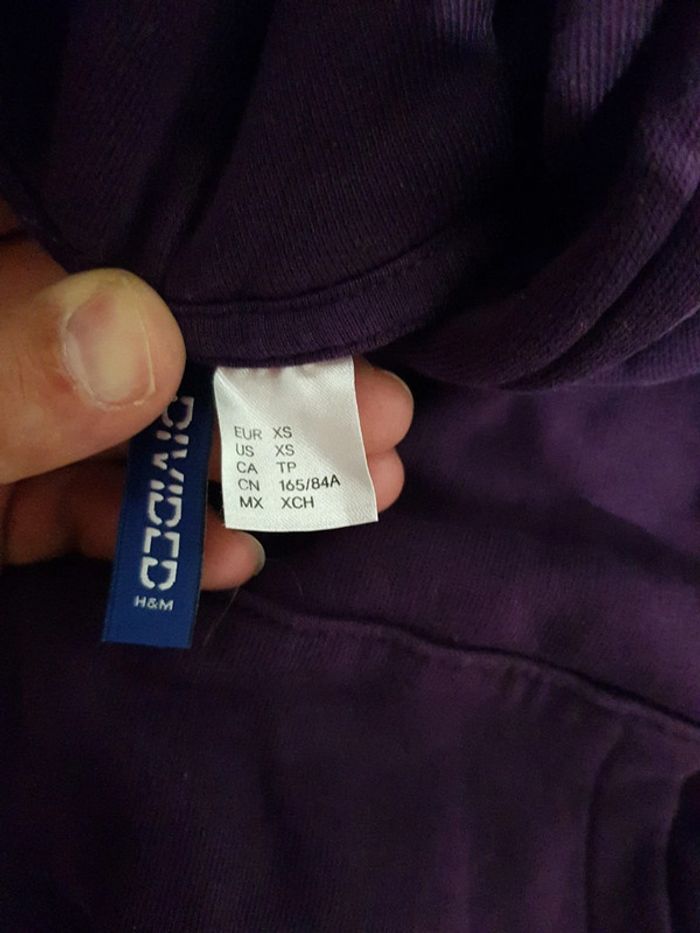 DIVIDED
H&M
EUR XS
US XS
CA TP
CN 165/84A
MX XCH